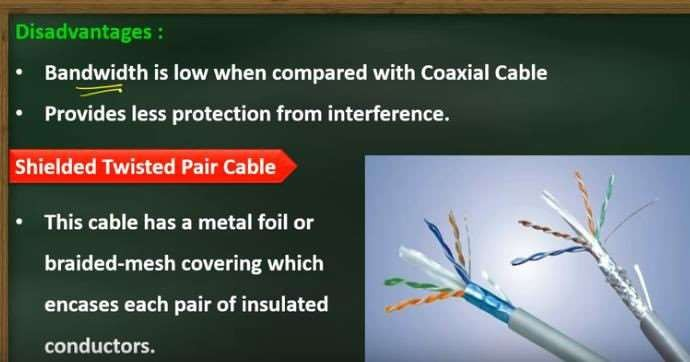 Disadvantages :
• Bandwidth is low when compared with Coaxial Cable
• Provides less protection from interference.
Shielded Twisted Pair Cable
• This cable has a metal foil or
braided-mesh covering which
encases each pair of insulated
conductors.